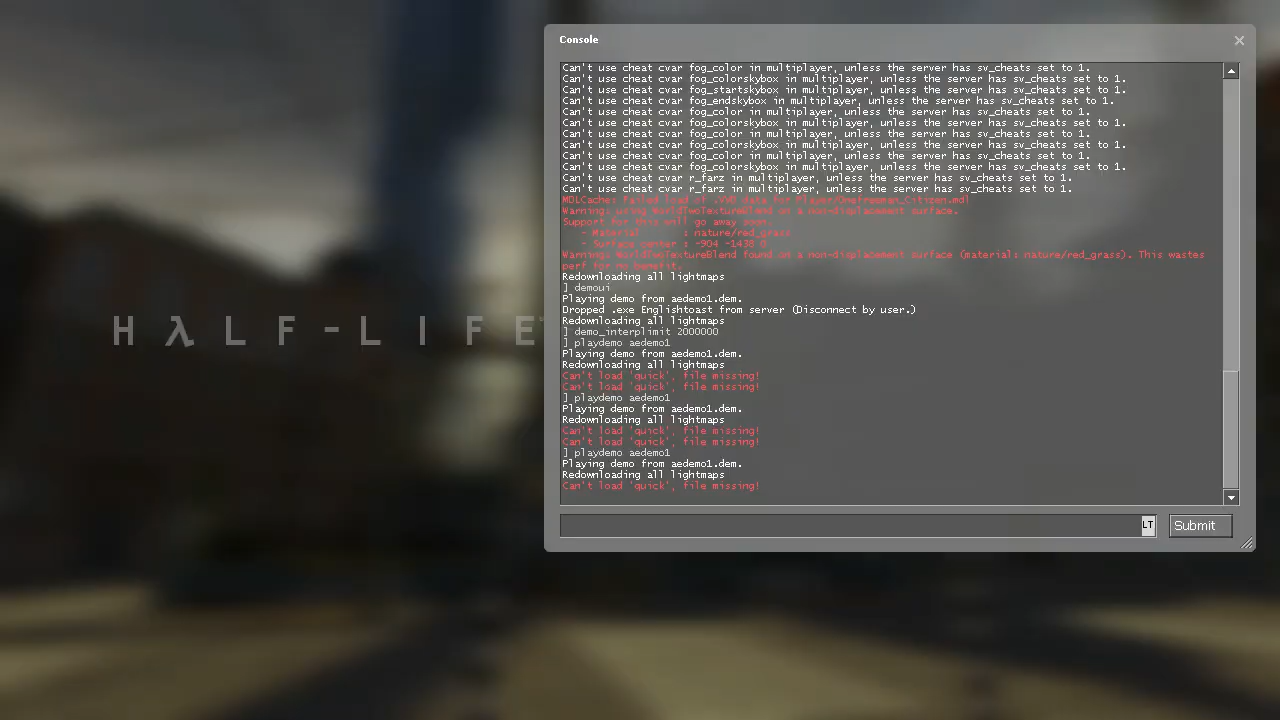 Console
Can't use cheat cvar fog_color in multiplayer, unless the server has sv_cheats set to 1.
Can't use cheat cvar fog_colorskybox in multiplayer, unless the server has sv_cheats set to 1.
Can't use cheat cvar fog_startskybox in multiplayer, unless the server has sv_cheats set to 1.
Can't use cheat cvar fog_endskybox in multiplayer, unless the server has sv_cheats set to 1.
Can't use cheat cvar fog_color in multiplayer, unless the server has sv_cheats set to 1.
Can't use cheat cvar fog_colorskybox in multiplayer, unless the server has sv_cheats set to 1.
Can't use cheat cvar fog_color in multiplayer, unless the server has sv_cheats set to 1.
Can't use cheat cvar fog_colorskybox in multiplayer, unless the server has sv_cheats set to 1.
Can't use cheat cvar fog_color in multiplayer, unless the server has sv_cheats set to 1.
Can't use cheat cvar fog_colorskybox in multiplayer, unless the server has sv_cheats set to 1.
Can't use cheat cvar r_farz in multiplayer, unless the server has sv_cheats set to 1.
Can't use cheat cvar r_farz in multiplayer, unless the server has sv_cheats set to 1.
MDLCache: Failed load of .VVD data for Player/Onefreeman_Citizen.mdl
Warning: using WorldTwoTextureBlend on a non-displacement surface.
Support for this will go away soon.
- Material : nature/red_grass
- Surface center : -904 -1438 0
Warning: WorldTwoTextureBlend found on a non-displacement surface (material: nature/red_grass). This wastes
perf for no benefit.
Redownloading all lightmaps
] demoui
Playing demo from aedemo1.dem.
Dropped .exe Englishtoast from server (Disconnect by user.)
Redownloading all lightmaps
] demo_interplimit 2000000
] playdemo aedemo1
Playing demo from aedemo1.dem.
Redownloading all lightmaps
Can't load 'quick', file missing!
Can't load 'quick', file missing!
] playdemo aedemo1
Playing demo from aedemo1.dem.
Redownloading all lightmaps
Can't load 'quick', file missing!
Can't load 'quick', file missing!
] playdemo aedemo1
Playing demo from aedemo1.dem.
Redownloading all lightmaps
Can't load 'quick', file missing!
LT
Submit
HλLF-LIFE